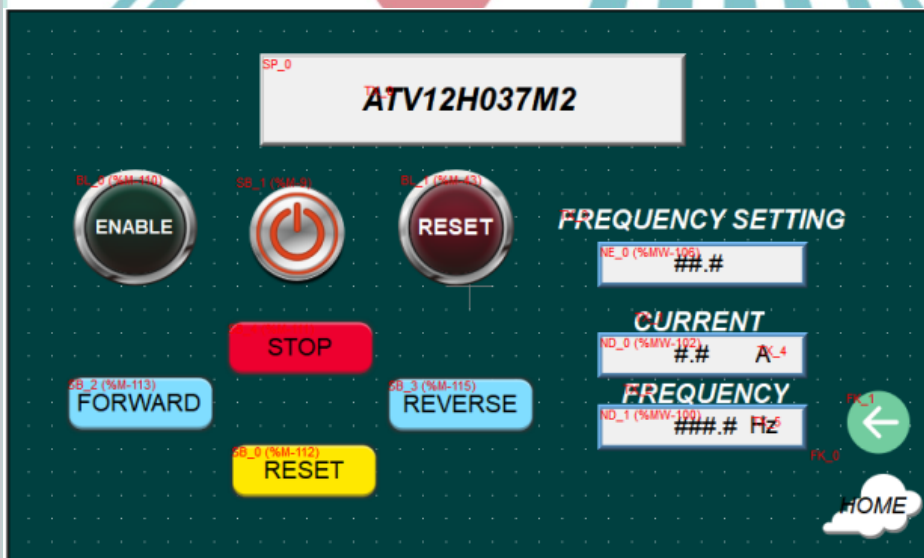 SP_0
ATV12H037M2
BL_0 (%M-110)
SB_1 (%M-9)
BL_1 (%M-43)
ENABLE
RESET
FREQUENCY SETTING
NE_0 (%MW-106)
##.#
CURRENT
ND_0 (%MW-102)
#.# A
TX_4
STOP
SB_2 (%M-113)
FORWARD
SB_3 (%M-115)
REVERSE
FREQUENCY
ND_1 (%MW-100)
###.# Hz
FK_1
FK_0
SB_0 (%M-112)
RESET
HOME